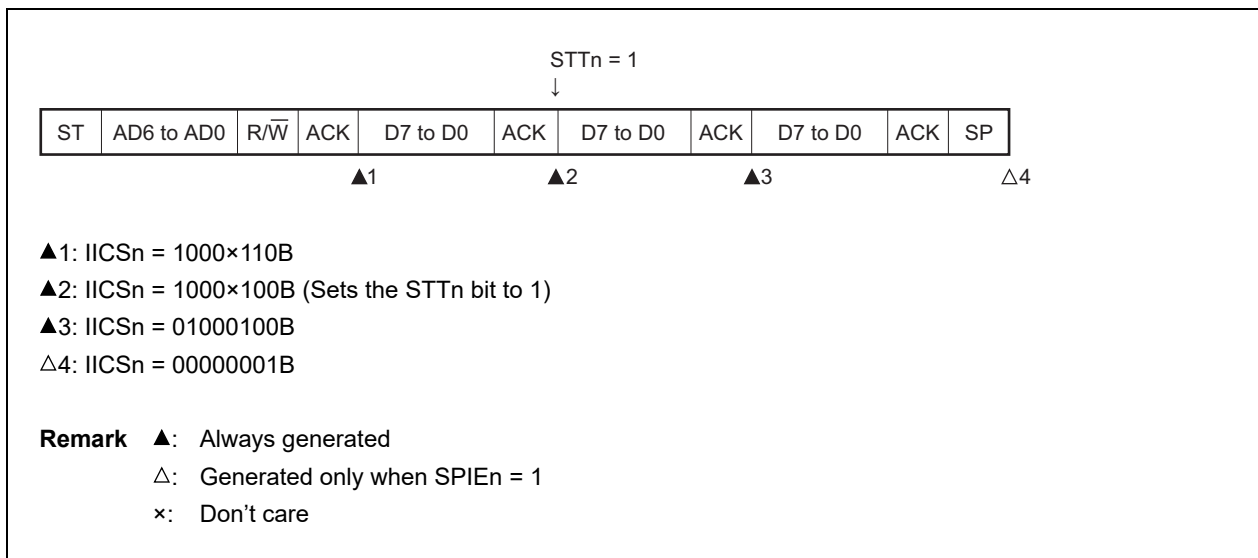 STTn = 1
↓
ST AD6 to AD0 R/W̅ ACK D7 to D0 ACK D7 to D0 ACK D7 to D0 ACK SP
▲1 ▲2 ▲3 △4
▲1: IICSn = 1000×110B
▲2: IICSn = 1000×100B (Sets the STTn bit to 1)
▲3: IICSn = 01000100B
△4: IICSn = 00000001B
Remark ▲: Always generated
△: Generated only when SPIEn = 1
×: Don’t care